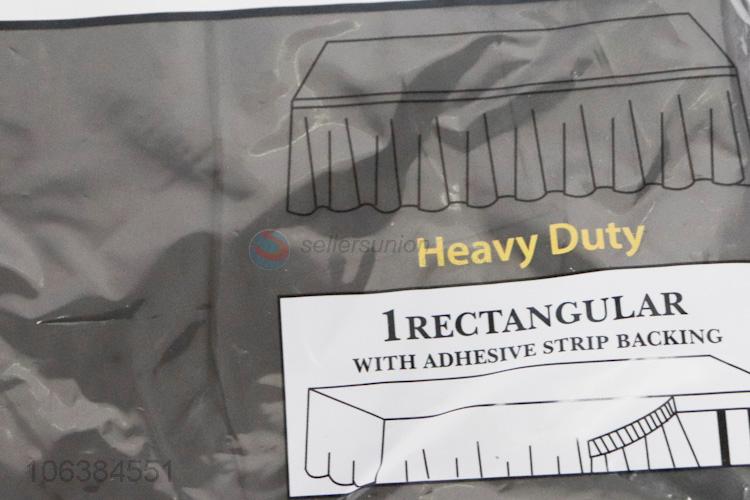 sellersunion
Heavy Duty
1RECTANGULAR
WITH ADHESIVE STRIP BACKING
106384551